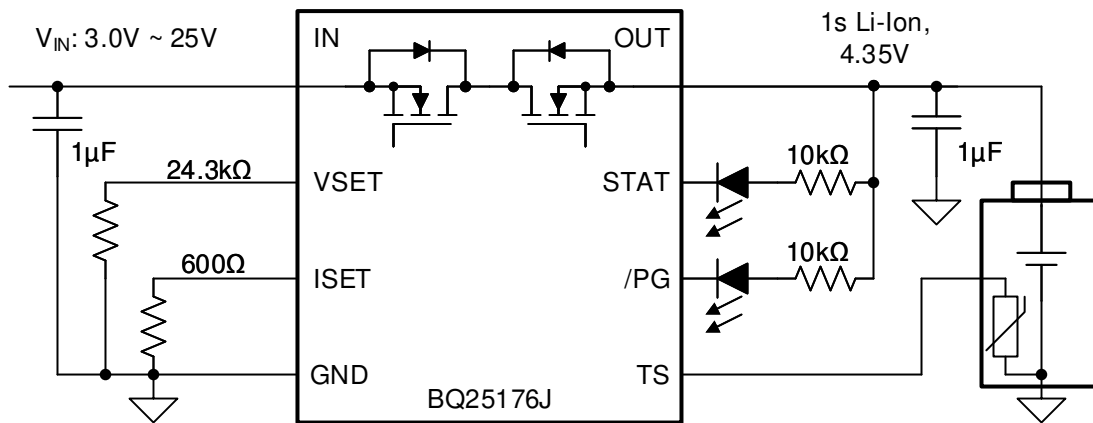 V_IN: 3.0V ~ 25V
IN
OUT
1s Li-Ion,
4.35V
1µF
24.3kΩ
VSET
STAT
10kΩ
1µF
600Ω
ISET
/PG
10kΩ
GND
TS
BQ25176J